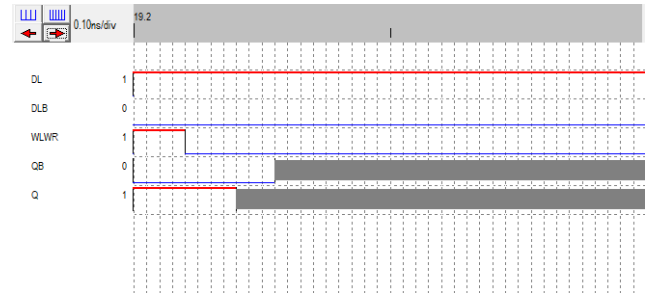 0.10ns/div 19.2
DL 1
DLB 0
WLWR 1
QB 0
Q 1